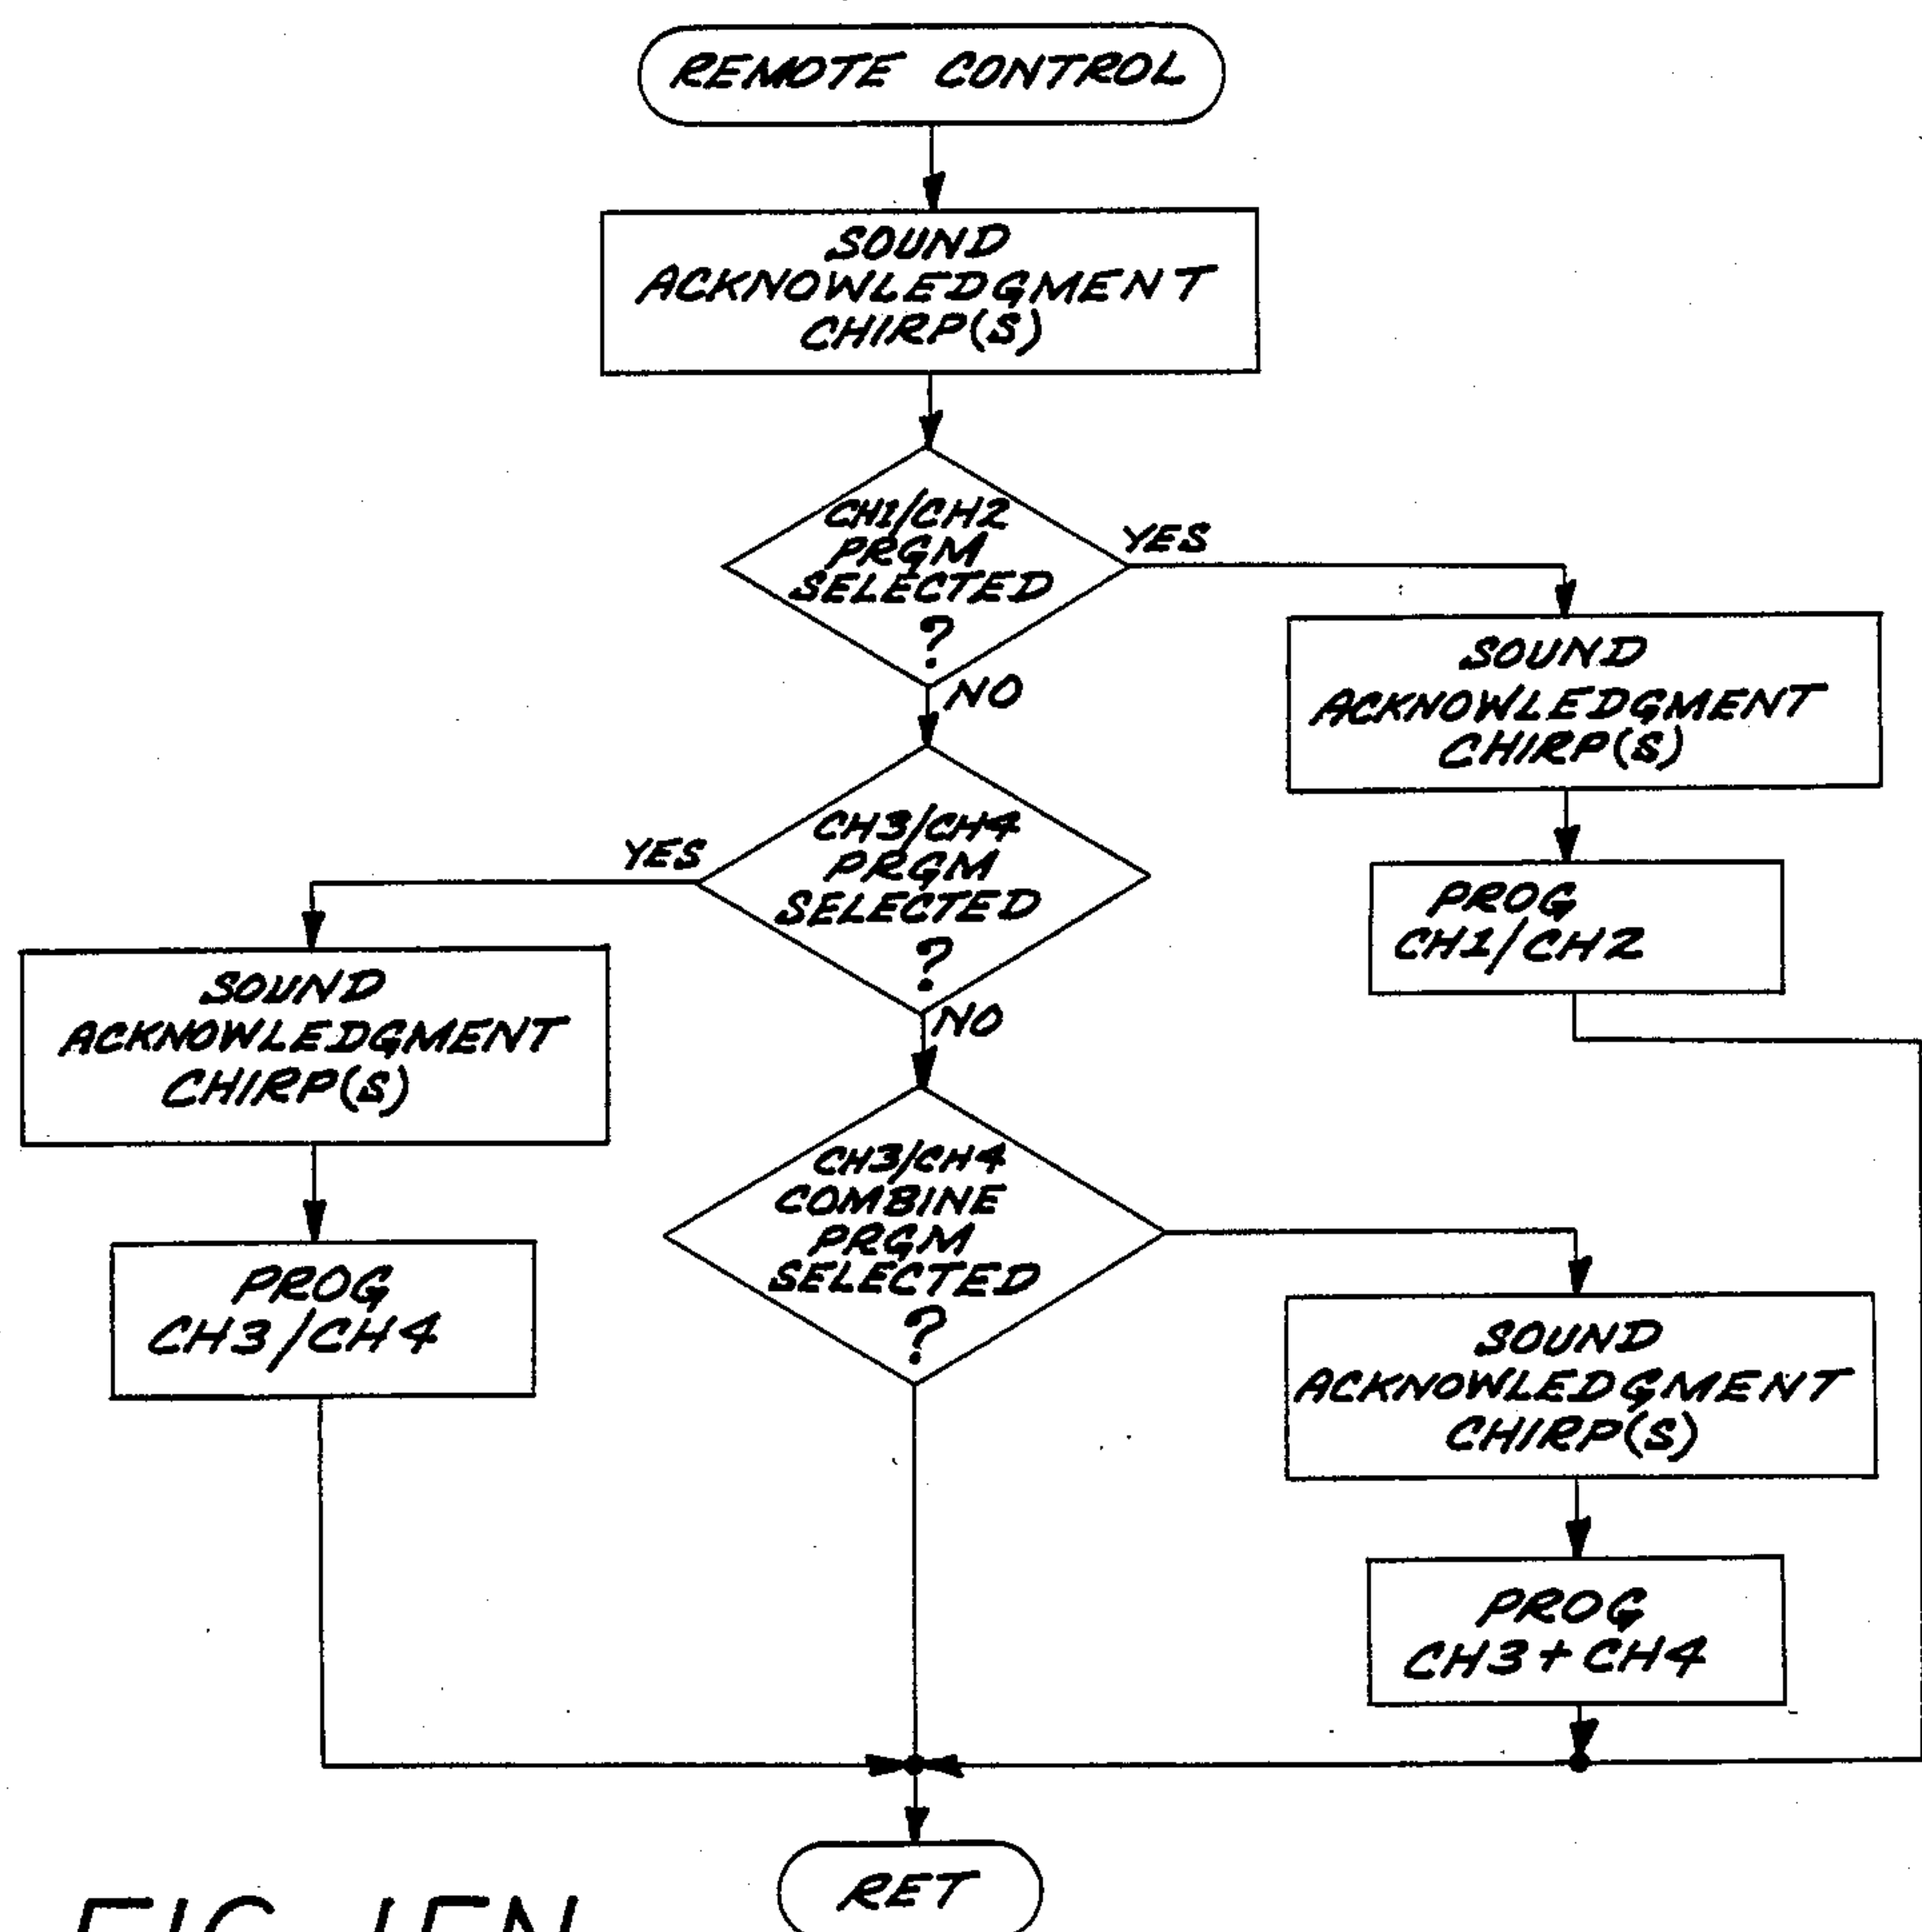 REMOTE CONTROL
SOUND
ACKNOWLEDGMENT
CHIRP(S)
CH1/CH2
PRGM
SELECTED
?
YES
NO
SOUND
ACKNOWLEDGMENT
CHIRP(S)
PROG
CH1/CH2
CH3/CH4
PRGM
SELECTED
?
YES
NO
SOUND
ACKNOWLEDGMENT
CHIRP(S)
PROG
CH3/CH4
CH3/CH4
COMBINE
PRGM
SELECTED
?
SOUND
ACKNOWLEDGMENT
CHIRP(S)
PROG
CH3+CH4
RET